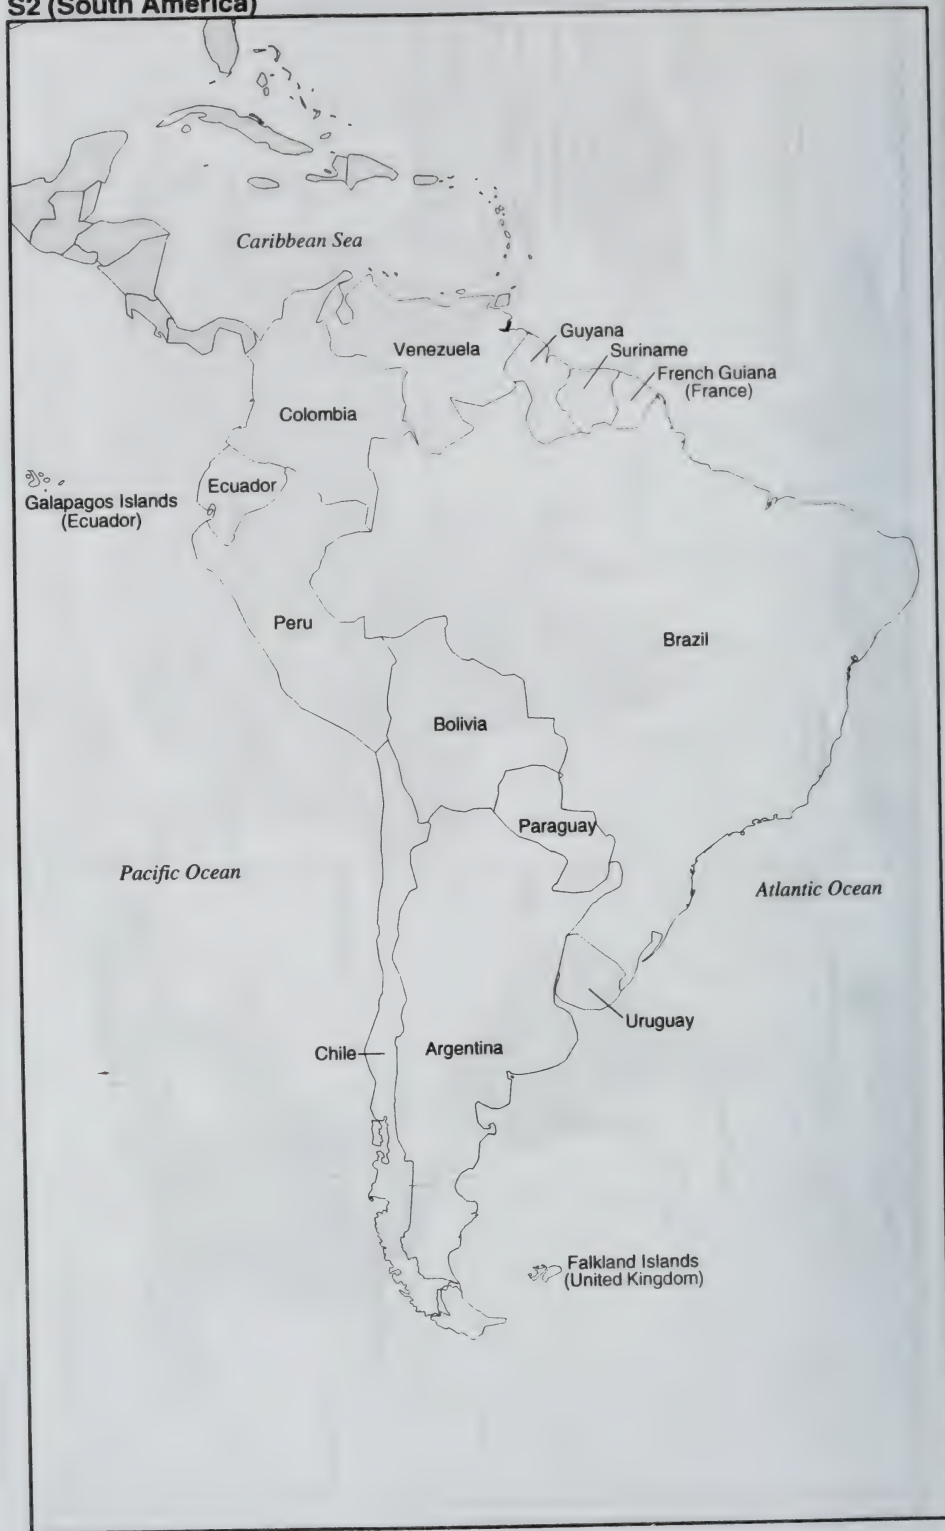 S2 (South America)
Caribbean Sea
Guyana
Venezuela
Suriname
French Guiana
(France)
Colombia
Ecuador
Galapagos Islands
(Ecuador)
Peru
Brazil
Bolivia
Paraguay
Pacific Ocean
Atlantic Ocean
Uruguay
Chile
Argentina
Falkland Islands
(United Kingdom)